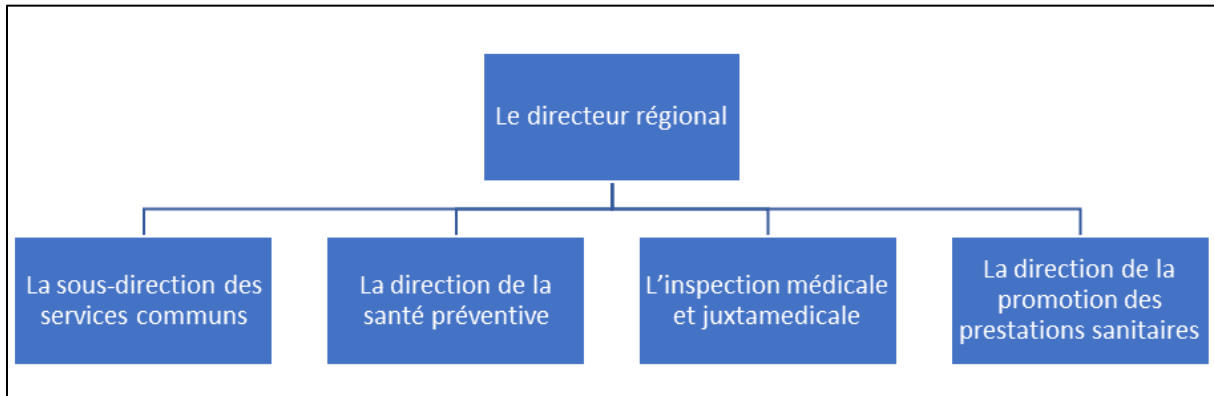 Le directeur régional
La sous-direction des
services communs
La direction de la
santé préventive
L'inspection médicale
et juxtamedicale
La direction de la
promotion des
prestations sanitaires